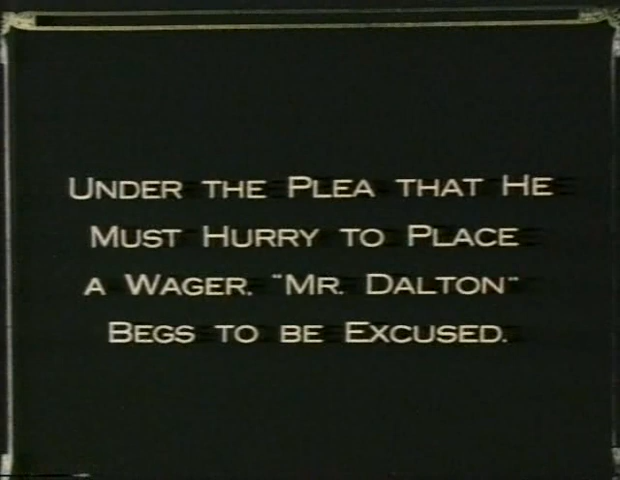 UNDER THE PLEA THAT HE
MUST HURRY TO PLACE
A WAGER, "MR. DALTON"
BEGS TO BE EXCUSED.